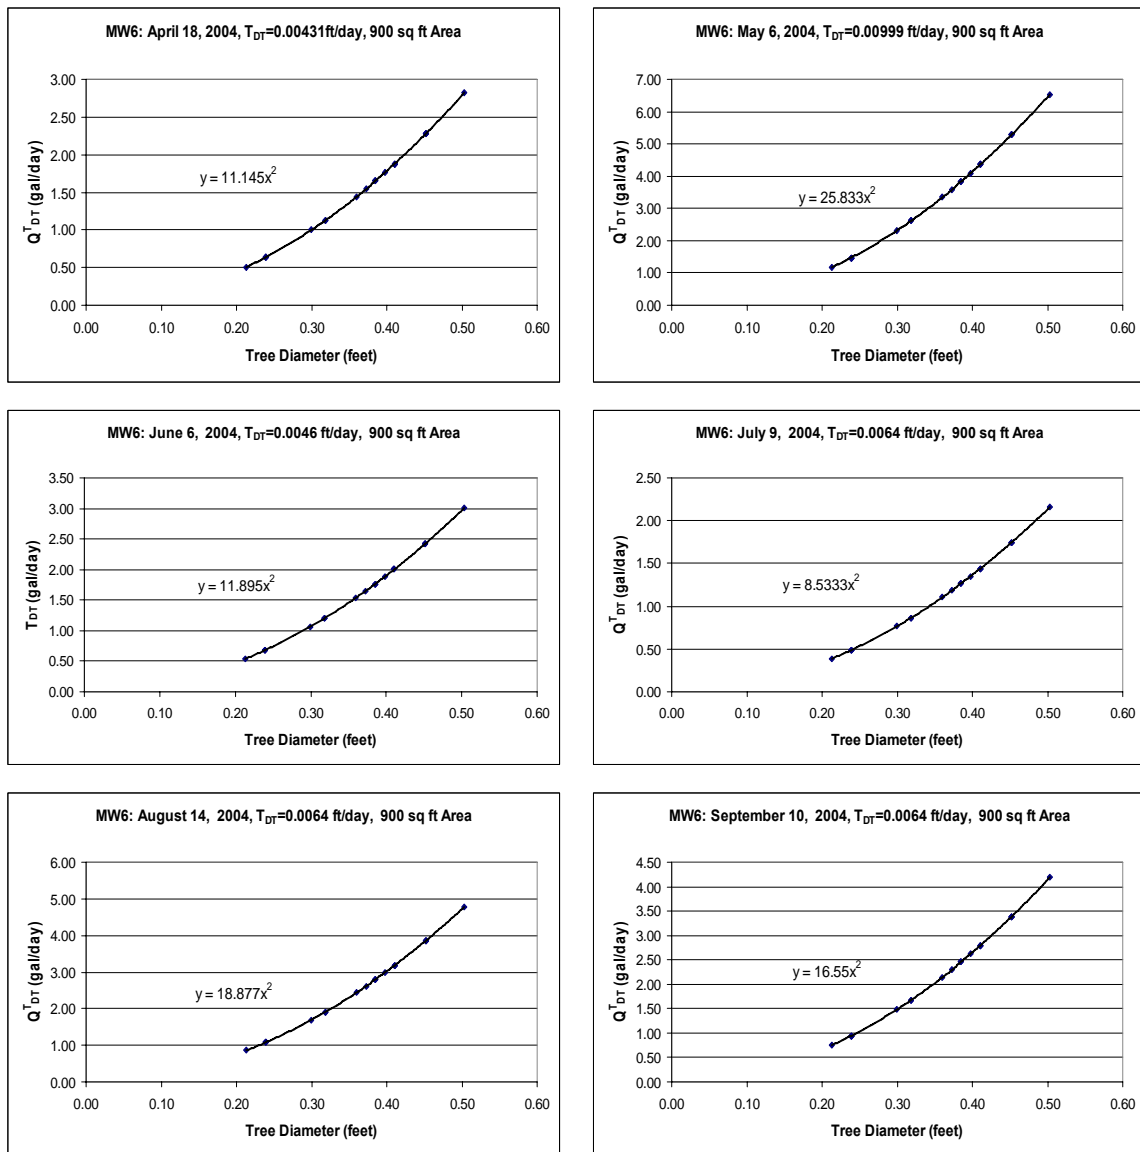 MW6: April 18, 2004, T_DT=0.00431ft/day, 900 sq ft Area
3.00
2.50
2.00
1.50
1.00
0.50
0.00
y = 11.145x²
Q^T_DT (gal/day)
0.00 0.10 0.20 0.30 0.40 0.50 0.60
Tree Diameter (feet)
MW6: May 6, 2004, T_DT=0.00999 ft/day, 900 sq ft Area
7.00
6.00
5.00
4.00
3.00
2.00
1.00
0.00
y = 25.833x²
Q^T_DT (gal/day)
0.00 0.10 0.20 0.30 0.40 0.50 0.60
Tree Diameter (feet)
MW6: June 6, 2004, T_DT=0.0046 ft/day, 900 sq ft Area
3.50
3.00
2.50
2.00
1.50
1.00
0.50
0.00
y = 11.895x²
T_DT (gal/day)
0.00 0.10 0.20 0.30 0.40 0.50 0.60
Tree Diameter (feet)
MW6: July 9, 2004, T_DT=0.0064 ft/day, 900 sq ft Area
2.50
2.00
1.50
1.00
0.50
0.00
y = 8.5333x²
Q^T_DT (gal/day)
0.00 0.10 0.20 0.30 0.40 0.50 0.60
Tree Diameter (feet)
MW6: August 14, 2004, T_DT=0.0064 ft/day, 900 sq ft Area
6.00
5.00
4.00
3.00
2.00
1.00
0.00
y = 18.877x²
Q^T_DT (gal/day)
0.00 0.10 0.20 0.30 0.40 0.50 0.60
Tree Diameter (feet)
MW6: September 10, 2004, T_DT=0.0064 ft/day, 900 sq ft Area
4.50
4.00
3.50
3.00
2.50
2.00
1.50
1.00
0.50
0.00
y = 16.55x²
Q^T_DT (gal/day)
0.00 0.10 0.20 0.30 0.40 0.50 0.60
Tree Diameter (feet)